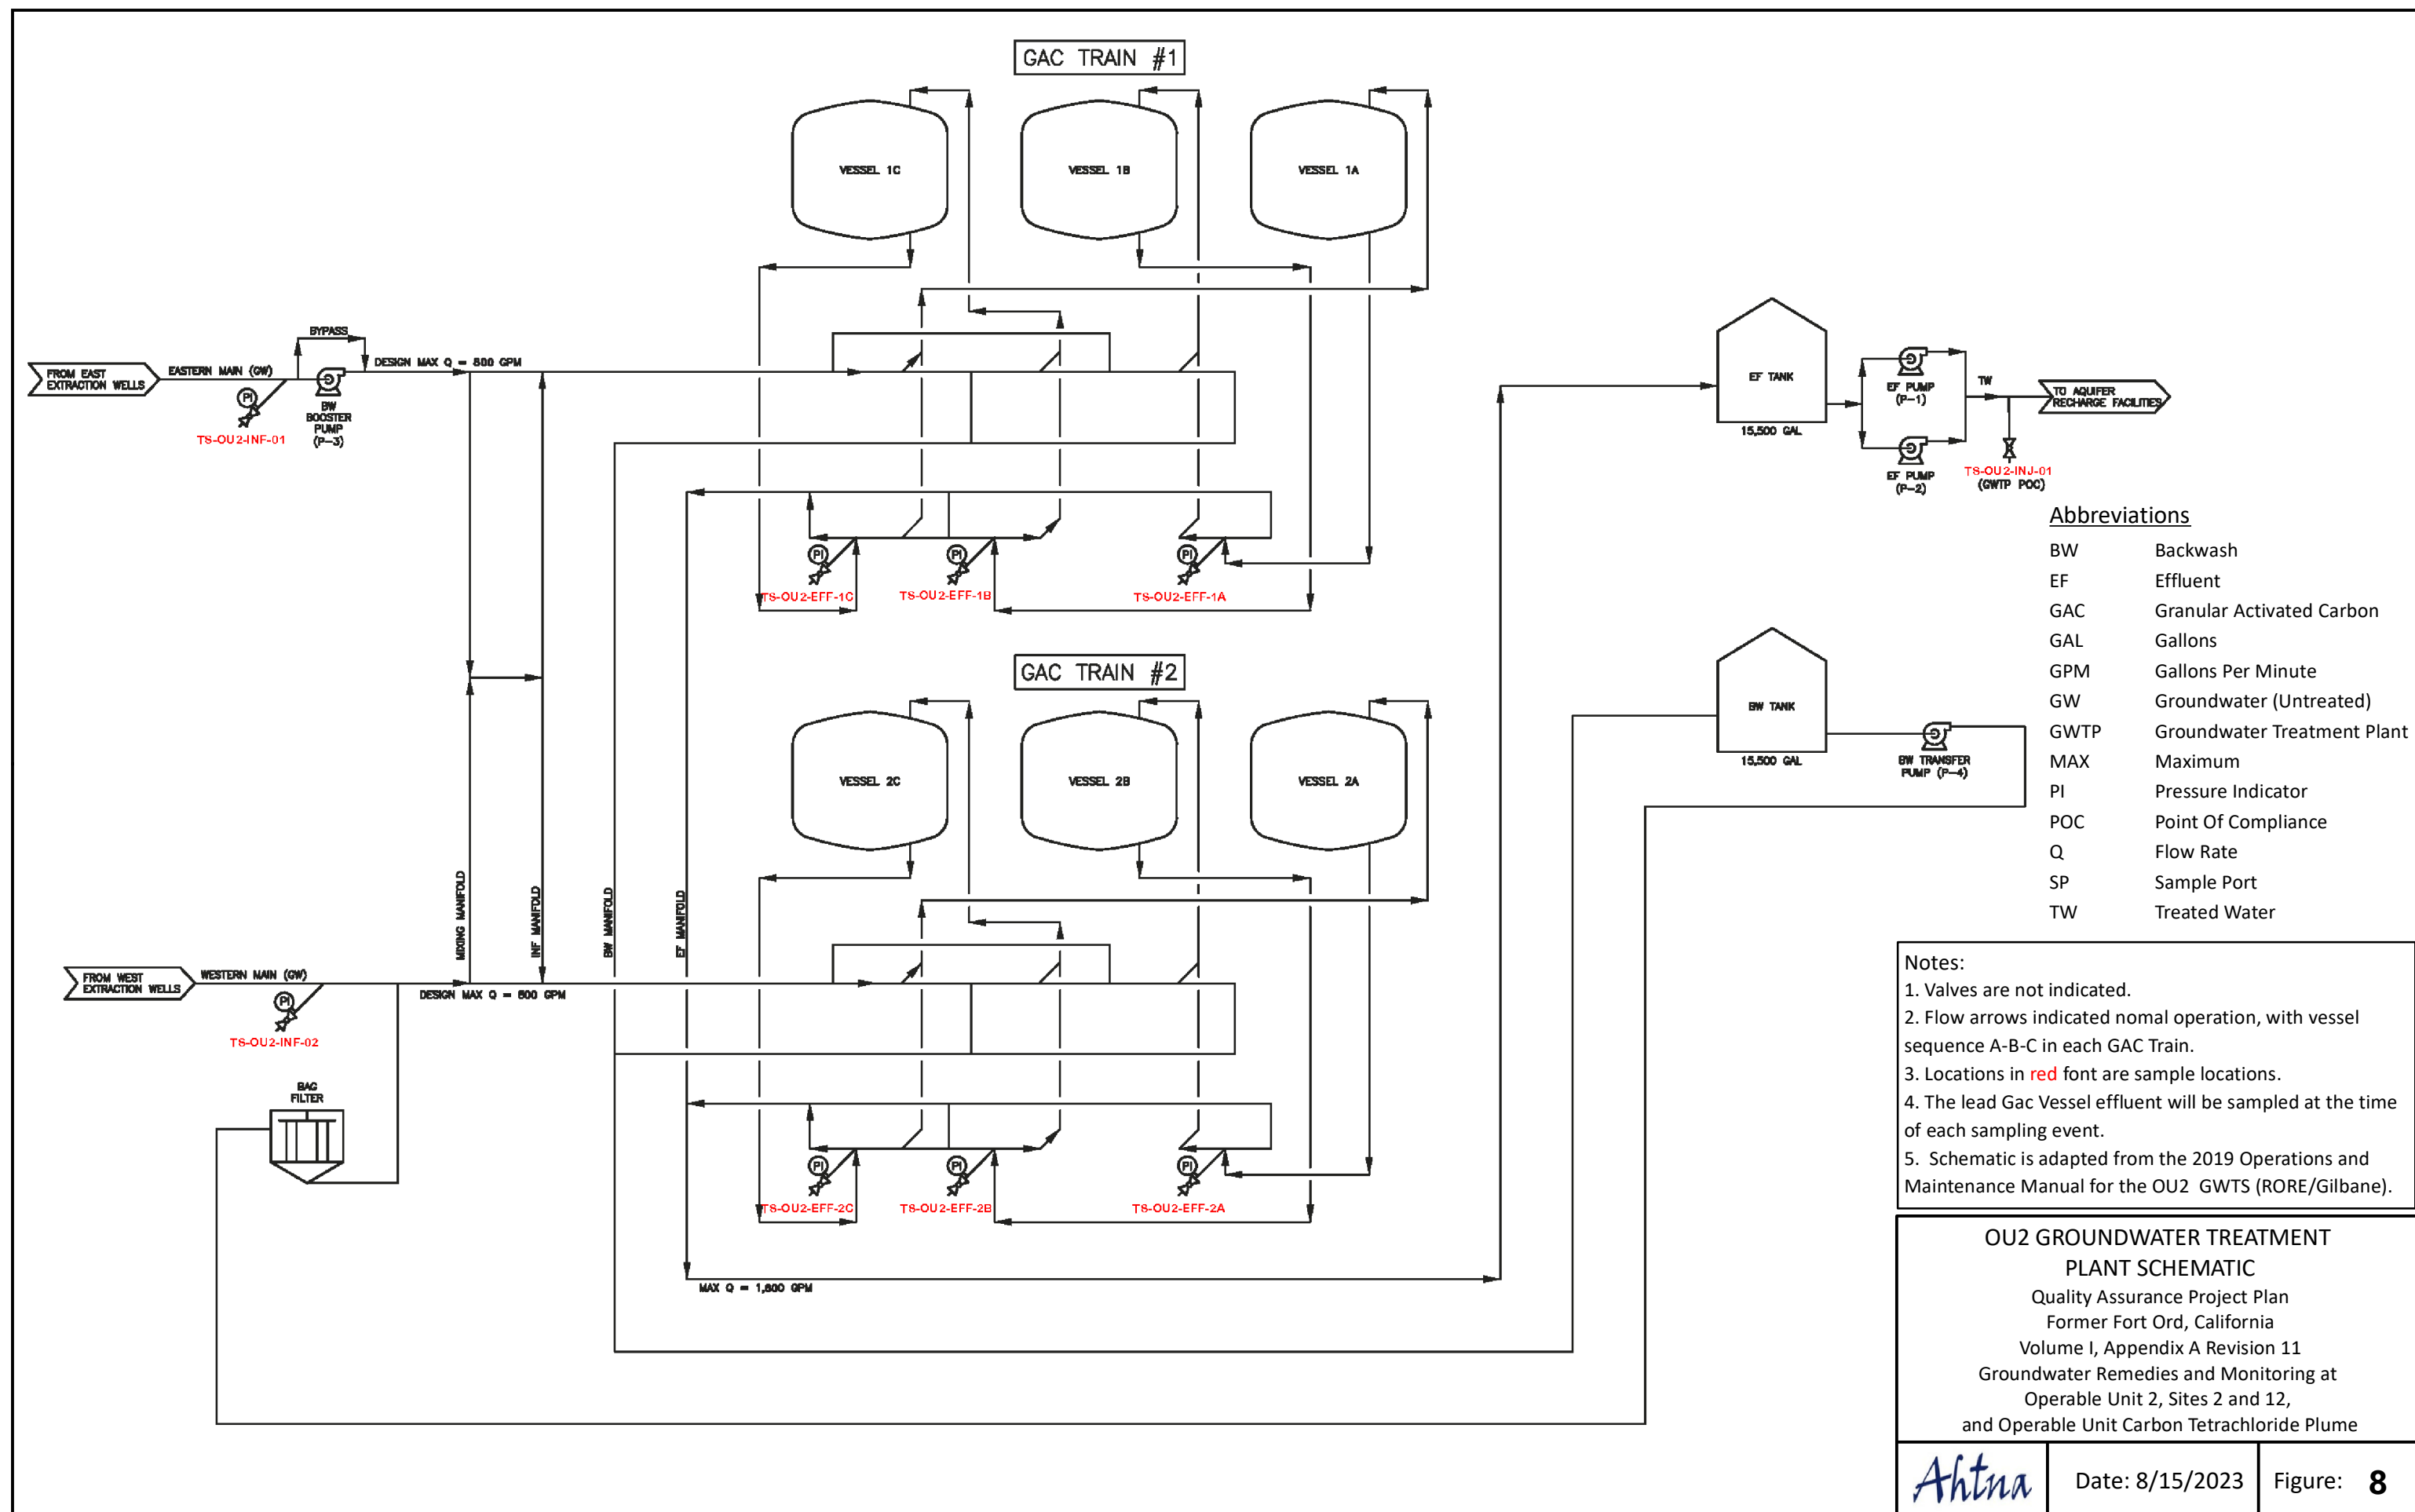 GAC TRAIN #1
VESSEL 1C
VESSEL 1B
VESSEL 1A
BYPASS
FROM EAST
EXTRACTION WELLS
EASTERN MAIN (GW)
DESIGN MAX Q = 800 GPM
PI
BW
BOOSTER
PUMP
(P-3)
TS-OU2-INF-01
EF TANK
15,500 GAL
EF PUMP
(P-1)
EF PUMP
(P-2)
TW
TO AQUIFER
RECHARGE FACILITIES
TS-OU2-INJ-01
(GWTP POC)
PI
PI
PI
TS-OU2-EFF-1C
TS-OU2-EFF-1B
TS-OU2-EFF-1A
GAC TRAIN #2
VESSEL 2C
VESSEL 2B
VESSEL 2A
BW TANK
15,500 GAL
BW TRANSFER
PUMP (P-4)
MIXING MANIFOLD
INF MANIFOLD
BW MANIFOLD
EF MANIFOLD
FROM WEST
EXTRACTION WELLS
WESTERN MAIN (GW)
DESIGN MAX Q = 800 GPM
PI
TS-OU2-INF-02
BAG
FILTER
PI
PI
PI
TS-OU2-EFF-2C
TS-OU2-EFF-2B
TS-OU2-EFF-2A
MAX Q = 1,600 GPM
Abbreviations
BW Backwash
EF Effluent
GAC Granular Activated Carbon
GAL Gallons
GPM Gallons Per Minute
GW Groundwater (Untreated)
GWTP Groundwater Treatment Plant
MAX Maximum
PI Pressure Indicator
POC Point Of Compliance
Q Flow Rate
SP Sample Port
TW Treated Water
Notes:
1. Valves are not indicated.
2. Flow arrows indicated nomal operation, with vessel
sequence A-B-C in each GAC Train.
3. Locations in red font are sample locations.
4. The lead Gac Vessel effluent will be sampled at the time
of each sampling event.
5. Schematic is adapted from the 2019 Operations and
Maintenance Manual for the OU2 GWTS (RORE/Gilbane).
OU2 GROUNDWATER TREATMENT
PLANT SCHEMATIC
Quality Assurance Project Plan
Former Fort Ord, California
Volume I, Appendix A Revision 11
Groundwater Remedies and Monitoring at
Operable Unit 2, Sites 2 and 12,
and Operable Unit Carbon Tetrachloride Plume
Ahtna
Date: 8/15/2023
Figure: 8